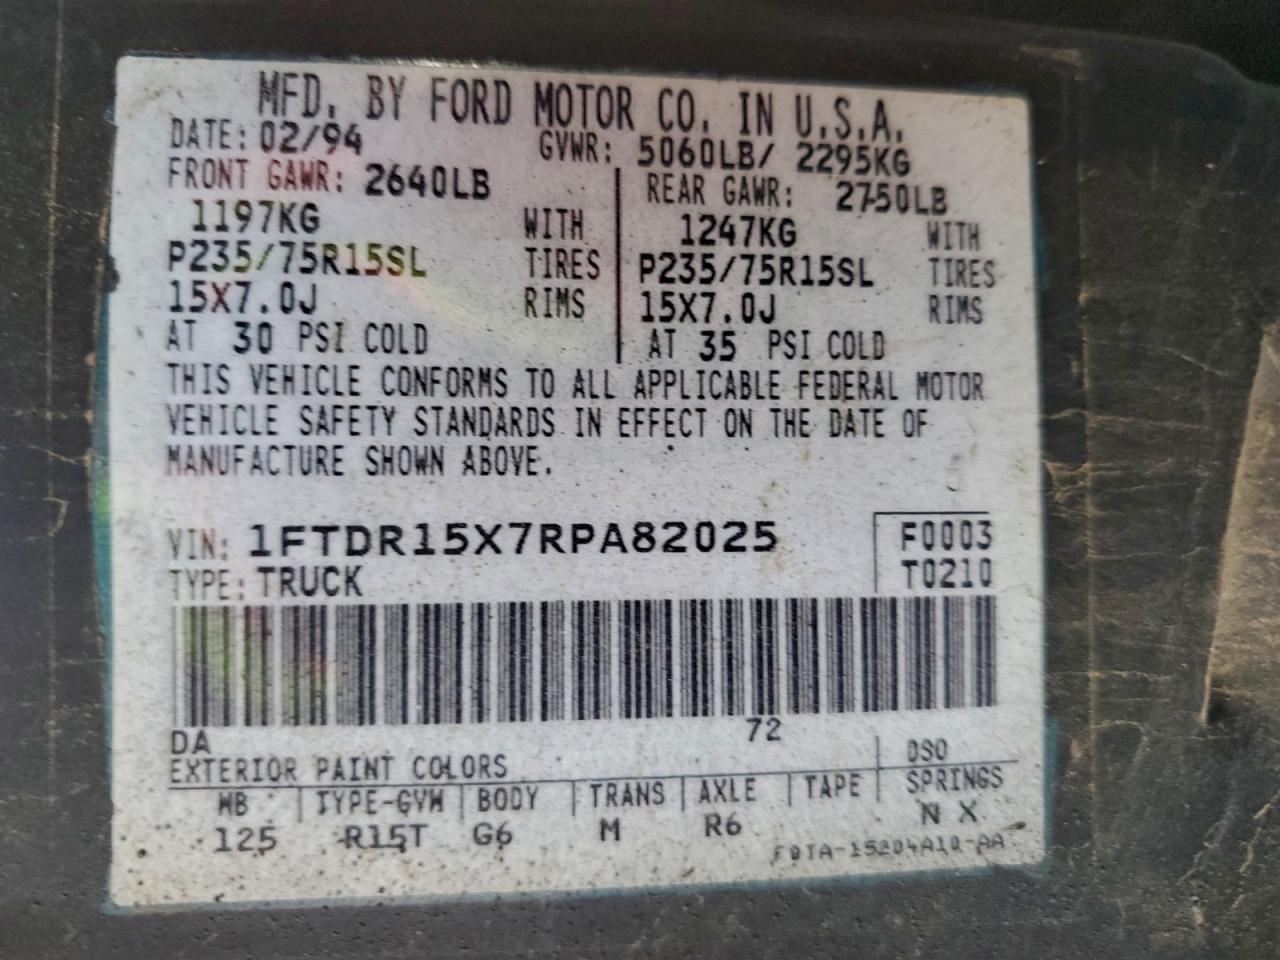 MFD. BY FORD MOTOR CO. IN U.S.A.
DATE: 02/94 GVWR: 5060LB/ 2295KG
FRONT GAWR: 2640LB REAR GAWR: 2750LB
1197KG WITH 1247KG WITH
P235/75R15SL TIRES P235/75R15SL TIRES
15X7.0J RIMS 15X7.0J RIMS
AT 30 PSI COLD AT 35 PSI COLD
THIS VEHICLE CONFORMS TO ALL APPLICABLE FEDERAL MOTOR
VEHICLE SAFETY STANDARDS IN EFFECT ON THE DATE OF
MANUFACTURE SHOWN ABOVE.
VIN: 1FTDR15X7RPA82025 F0003
TYPE: TRUCK T0210
DA 72
EXTERIOR PAINT COLORS DSO
WB TYPE-GVW BODY TRANS AXLE TAPE SPRINGS
125 R15T G6 M R6 N X
F0TA-15204A10-AA